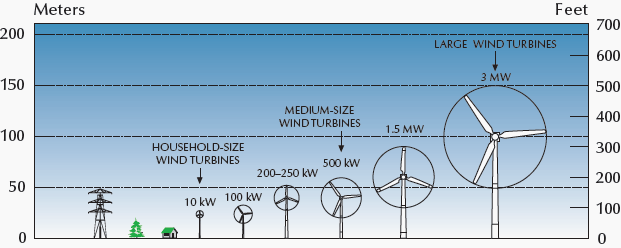 Meters
Feet
200
150
100
50
0
700
600
500
400
300
200
100
0
LARGE WIND TURBINES
3 MW
MEDIUM-SIZE
WIND TURBINES
1.5 MW
HOUSEHOLD-SIZE
WIND TURBINES
500 kW
200–250 kW
10 kW
100 kW